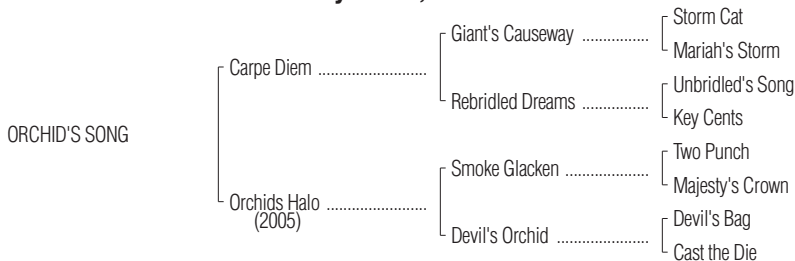 Storm Cat
Giant's Causeway ................
Mariah's Storm
Carpe Diem ..........................
Unbridled's Song
Rebridled Dreams ................
Key Cents
ORCHID'S SONG
Two Punch
Smoke Glacken ....................
Majesty's Crown
Orchids Halo ........................
(2005)
Devil's Bag
Devil's Orchid ......................
Cast the Die